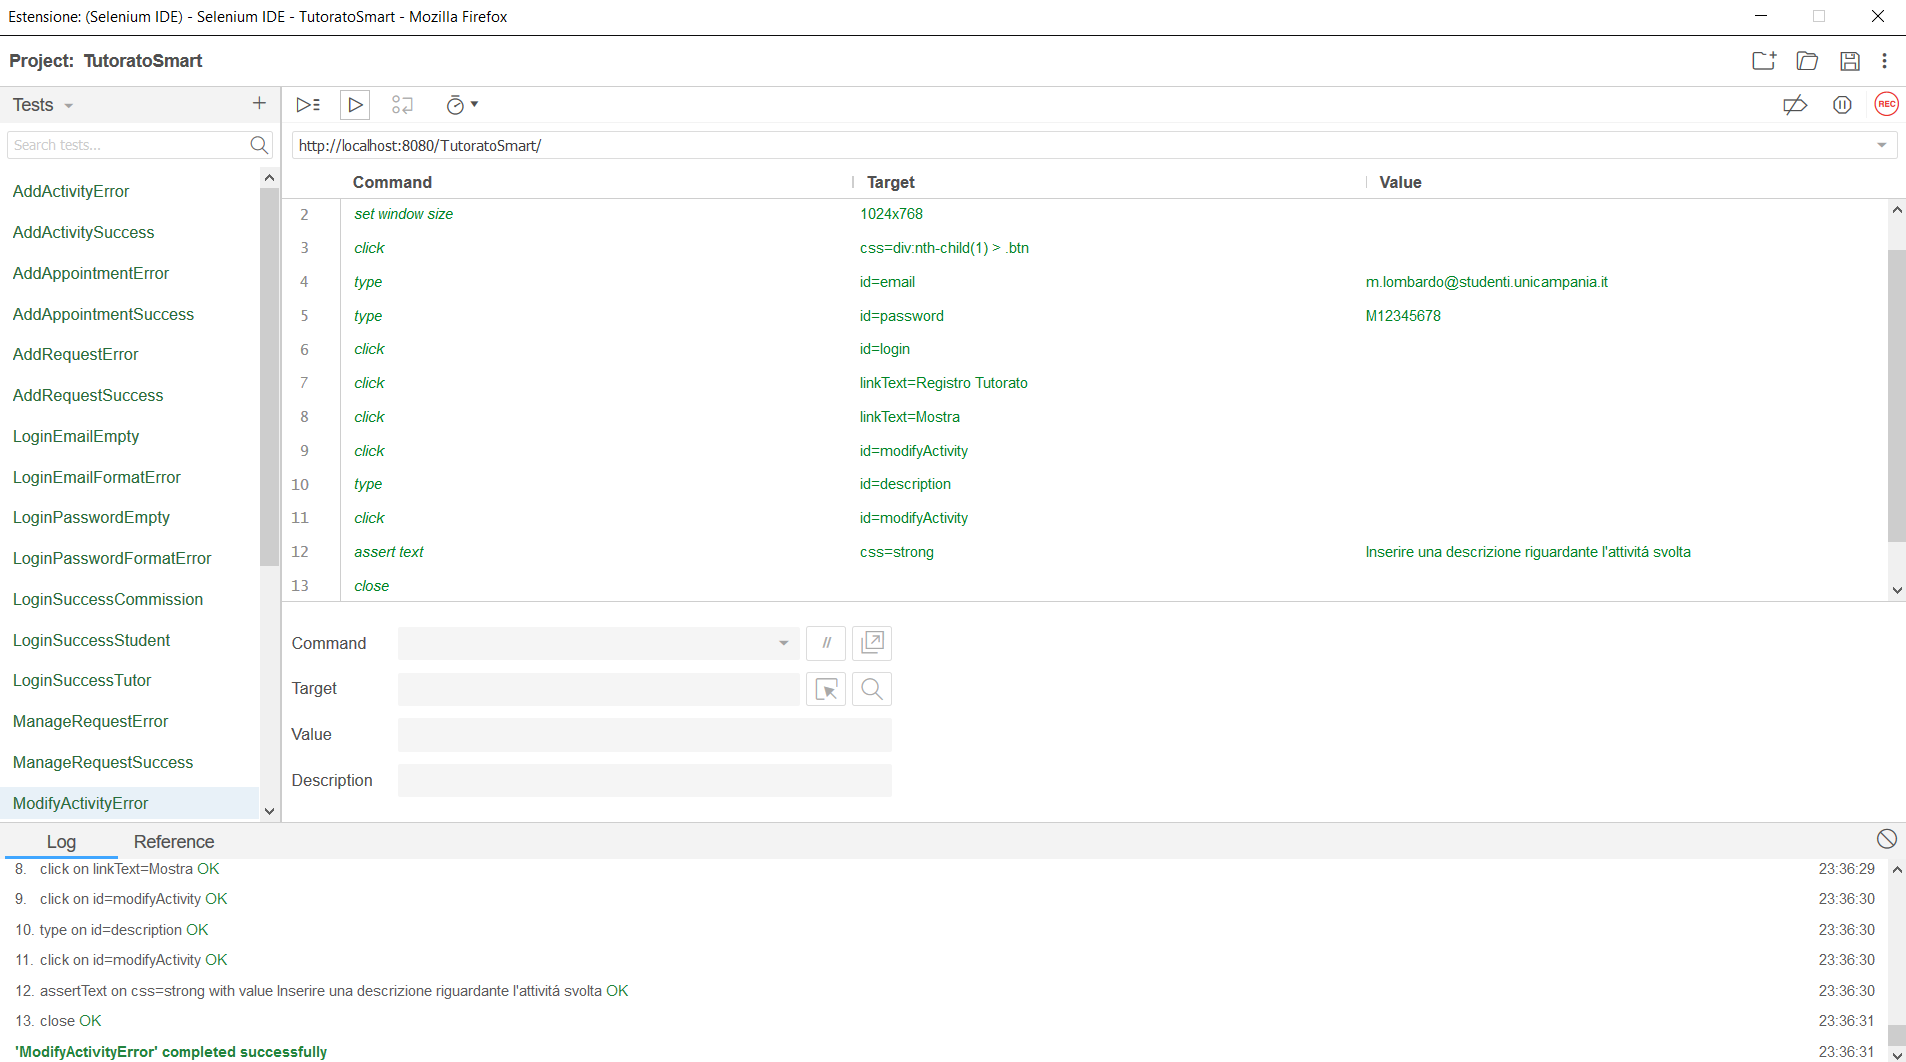 Estensione: (Selenium IDE) - Selenium IDE - TutoratoSmart - Mozilla Firefox
Project: TutoratoSmart
Tests
Search tests...
AddActivityError
AddActivitySuccess
AddAppointmentError
AddAppointmentSuccess
AddRequestError
AddRequestSuccess
LoginEmailEmpty
LoginEmailFormatError
LoginPasswordEmpty
LoginPasswordFormatError
LoginSuccessCommission
LoginSuccessStudent
LoginSuccessTutor
ManageRequestError
ManageRequestSuccess
ModifyActivityError
REC
http://localhost:8080/TutoratoSmart/
Command Target Value
2 set window size 1024x768
3 click css=div:nth-child(1) > .btn
4 type id=email m.lombardo@studenti.unicampania.it
5 type id=password M12345678
6 click id=login
7 click linkText=Registro Tutorato
8 click linkText=Mostra
9 click id=modifyActivity
10 type id=description
11 click id=modifyActivity
12 assert text css=strong Inserire una descrizione riguardante l'attivitá svolta
13 close
Command //
Target
Value
Description
Log Reference
8. click on linkText=Mostra OK 23:36:29
9. click on id=modifyActivity OK 23:36:30
10. type on id=description OK 23:36:30
11. click on id=modifyActivity OK 23:36:30
12. assertText on css=strong with value Inserire una descrizione riguardante l'attivitá svolta OK 23:36:30
13. close OK 23:36:31
'ModifyActivityError' completed successfully 23:36:31